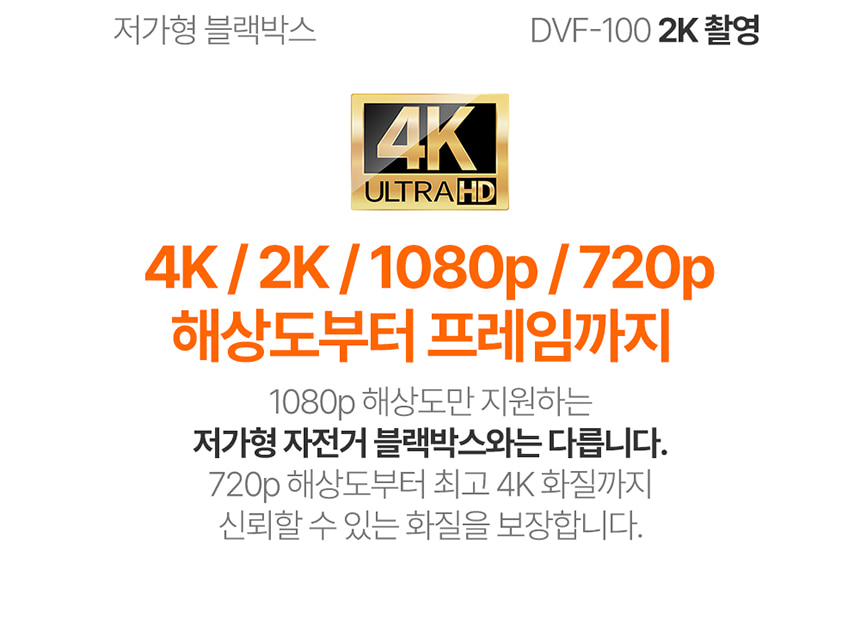 저가형 블랙박스
DVF-100 2K 촬영
4K
ULTRA HD
4K / 2K / 1080p / 720p
해상도부터 프레임까지
1080p 해상도만 지원하는
저가형 자전거 블랙박스와는 다릅니다.
720p 해상도부터 최고 4K 화질까지
신뢰할 수 있는 화질을 보장합니다.